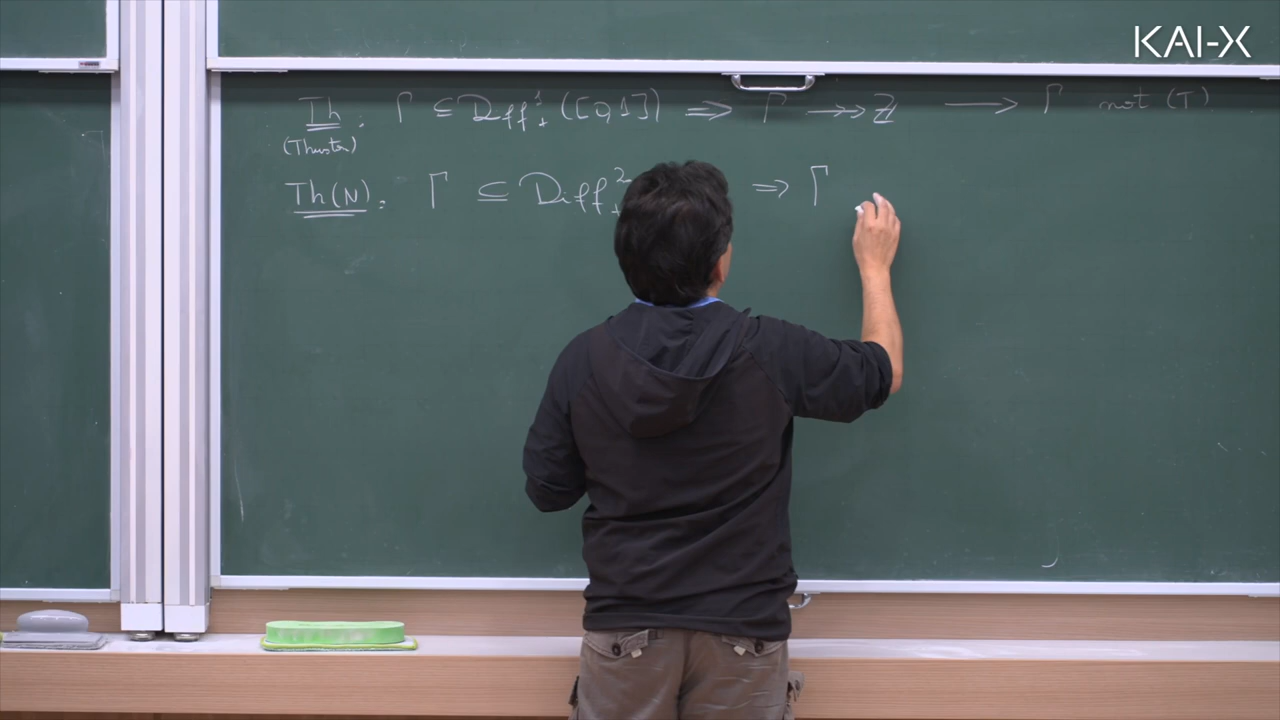 KAI-X
Th: Γ ⊆ Diff¹₊([0,1]) ⇒ Γ ↠ ℤ → Γ not (T)
(Thurston)
Th(N): Γ ⊆ Diff²₊ ⇒ Γ